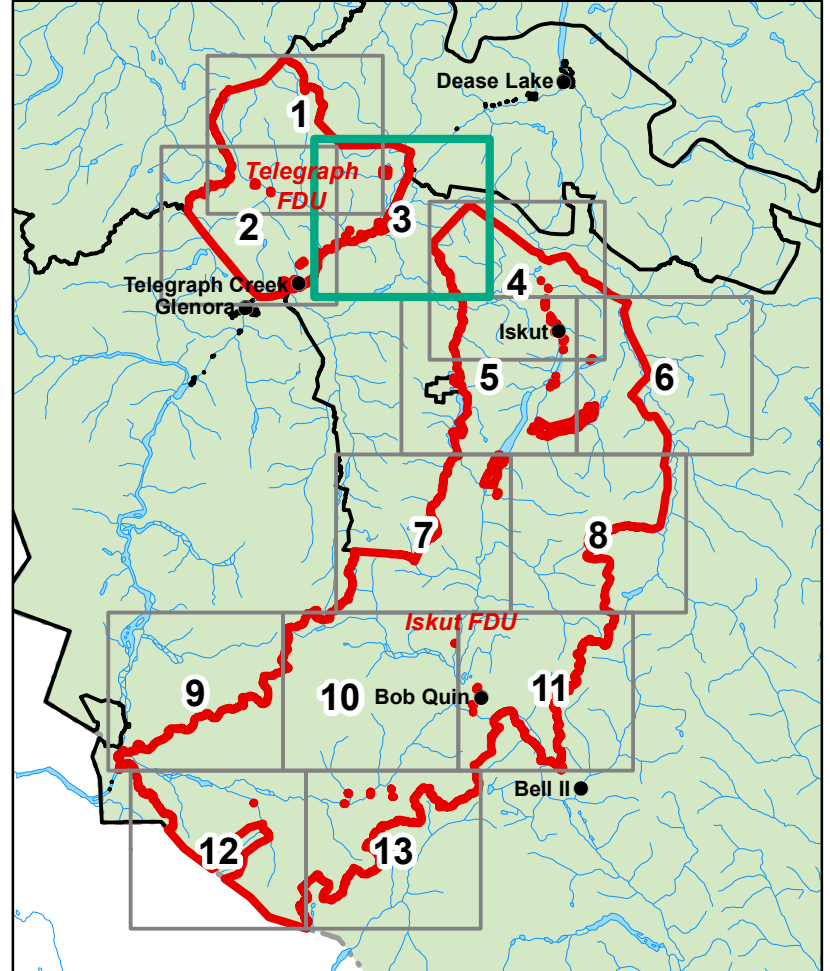 Dease Lake
1
Telegraph
FDU
3
2
4
Telegraph Creek
Glenora
Iskut
5
6
7
8
Iskut FDU
9
10
Bob Quin
11
Bell II
12
13